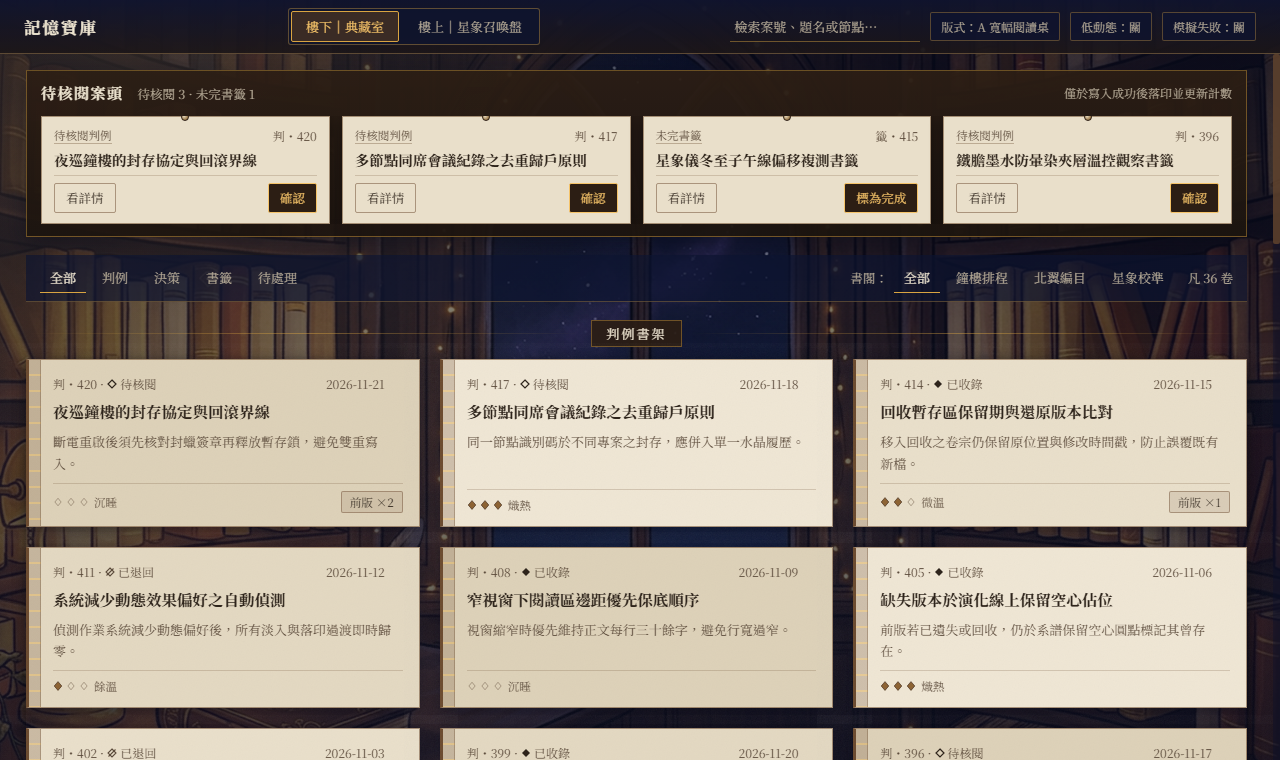 記憶寶庫
樓下｜典藏室
樓上｜星象召喚盤
檢索案號、題名或節點…
版式：A 寬幅閱讀桌
低動態：關
模擬失敗：關
待核閱案頭 待核閱 3 · 未完書籤 1
僅於寫入成功後落印並更新計數
待核閱判例 判・420
夜巡鐘樓的封存協定與回滾界線
看詳情 確認
待核閱判例 判・417
多節點同席會議紀錄之去重歸戶原則
看詳情 確認
未完書籤 籤・415
星象儀冬至子午線偏移複測書籤
看詳情 標為完成
待核閱判例 判・396
鐵膽墨水防暈染夾層溫控觀察書籤
看詳情 確認
全部 判例 決策 書籤 待處理
書閣： 全部 鐘樓排程 北翼編目 星象校準 凡 36 卷
判例書架
判・420 · ◇ 待核閱 2026-11-21
夜巡鐘樓的封存協定與回滾界線
斷電重啟後須先核對封蠟簽章再釋放暫存鎖，避免雙重寫
入。
♢ ♢ ♢ 沉睡 前版 ×2
判・417 · ◇ 待核閱 2026-11-18
多節點同席會議紀錄之去重歸戶原則
同一節點識別碼於不同專案之封存，應併入單一水晶履歷。
♦ ♦ ♦ 熾熱
判・414 · ◆ 已收錄 2026-11-15
回收暫存區保留期與還原版本比對
移入回收之卷宗仍保留原位置與修改時間戳，防止誤覆既有
新檔。
♦ ♦ ♢ 微溫 前版 ×1
判・411 · 已退回 2026-11-12
系統減少動態效果偏好之自動偵測
偵測作業系統減少動態偏好後，所有淡入與落印過渡即時歸
零。
♦ ♢ ♢ 餘溫
判・408 · ◆ 已收錄 2026-11-09
窄視窗下閱讀區邊距優先保底順序
視窗縮窄時優先維持正文每行三十餘字，避免行寬過窄。
♢ ♢ ♢ 沉睡
判・405 · ◆ 已收錄 2026-11-06
缺失版本於演化線上保留空心佔位
前版若已遺失或回收，仍於系譜保留空心圓點標記其曾存
在。
♦ ♦ ♦ 熾熱
判・402 · 已退回 2026-11-03
判・399 · ◆ 已收錄 2026-11-20
判・396 · ◇ 待核閱 2026-11-17